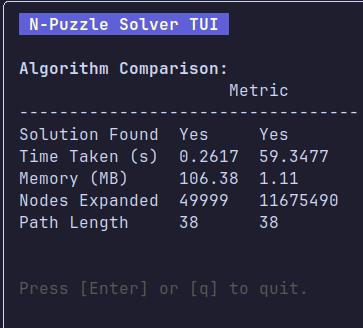 N-Puzzle Solver TUI
Algorithm Comparison:
Metric
-----------------------------------
Solution Found Yes Yes
Time Taken (s) 0.2617 59.3477
Memory (MB) 106.38 1.11
Nodes Expanded 49999 11675490
Path Length 38 38
Press [Enter] or [q] to quit.